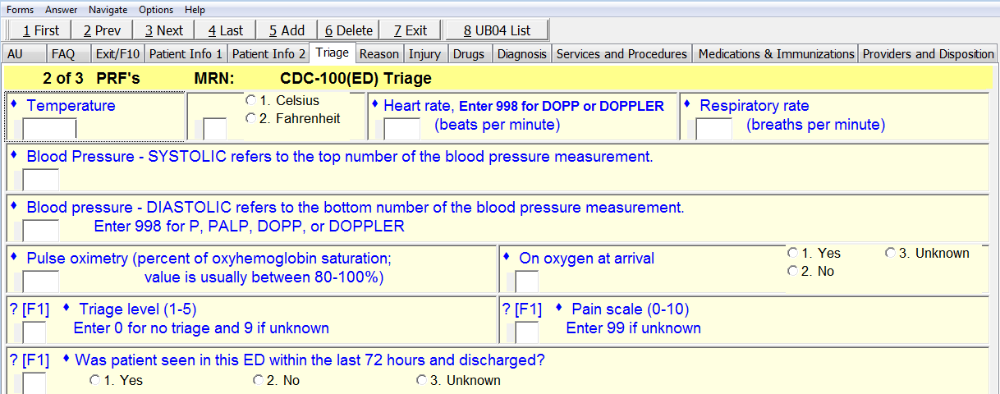 Forms Answer Navigate Options Help
1 First 2 Prev 3 Next 4 Last 5 Add 6 Delete 7 Exit 8 UB04 List
AU FAQ Exit/F10 Patient Info 1 Patient Info 2 Triage Reason Injury Drugs Diagnosis Services and Procedures Medications & Immunizations Providers and Disposition
2 of 3 PRF's MRN: CDC-100(ED) Triage
Temperature
1. Celsius
2. Fahrenheit
Heart rate, Enter 998 for DOPP or DOPPLER
(beats per minute)
Respiratory rate
(breaths per minute)
Blood Pressure - SYSTOLIC refers to the top number of the blood pressure measurement.
Blood pressure - DIASTOLIC refers to the bottom number of the blood pressure measurement.
Enter 998 for P, PALP, DOPP, or DOPPLER
Pulse oximetry (percent of oxyhemoglobin saturation;
value is usually between 80-100%)
On oxygen at arrival
1. Yes 3. Unknown
2. No
? [F1] Triage level (1-5)
Enter 0 for no triage and 9 if unknown
? [F1] Pain scale (0-10)
Enter 99 if unknown
? [F1] Was patient seen in this ED within the last 72 hours and discharged?
1. Yes 2. No 3. Unknown